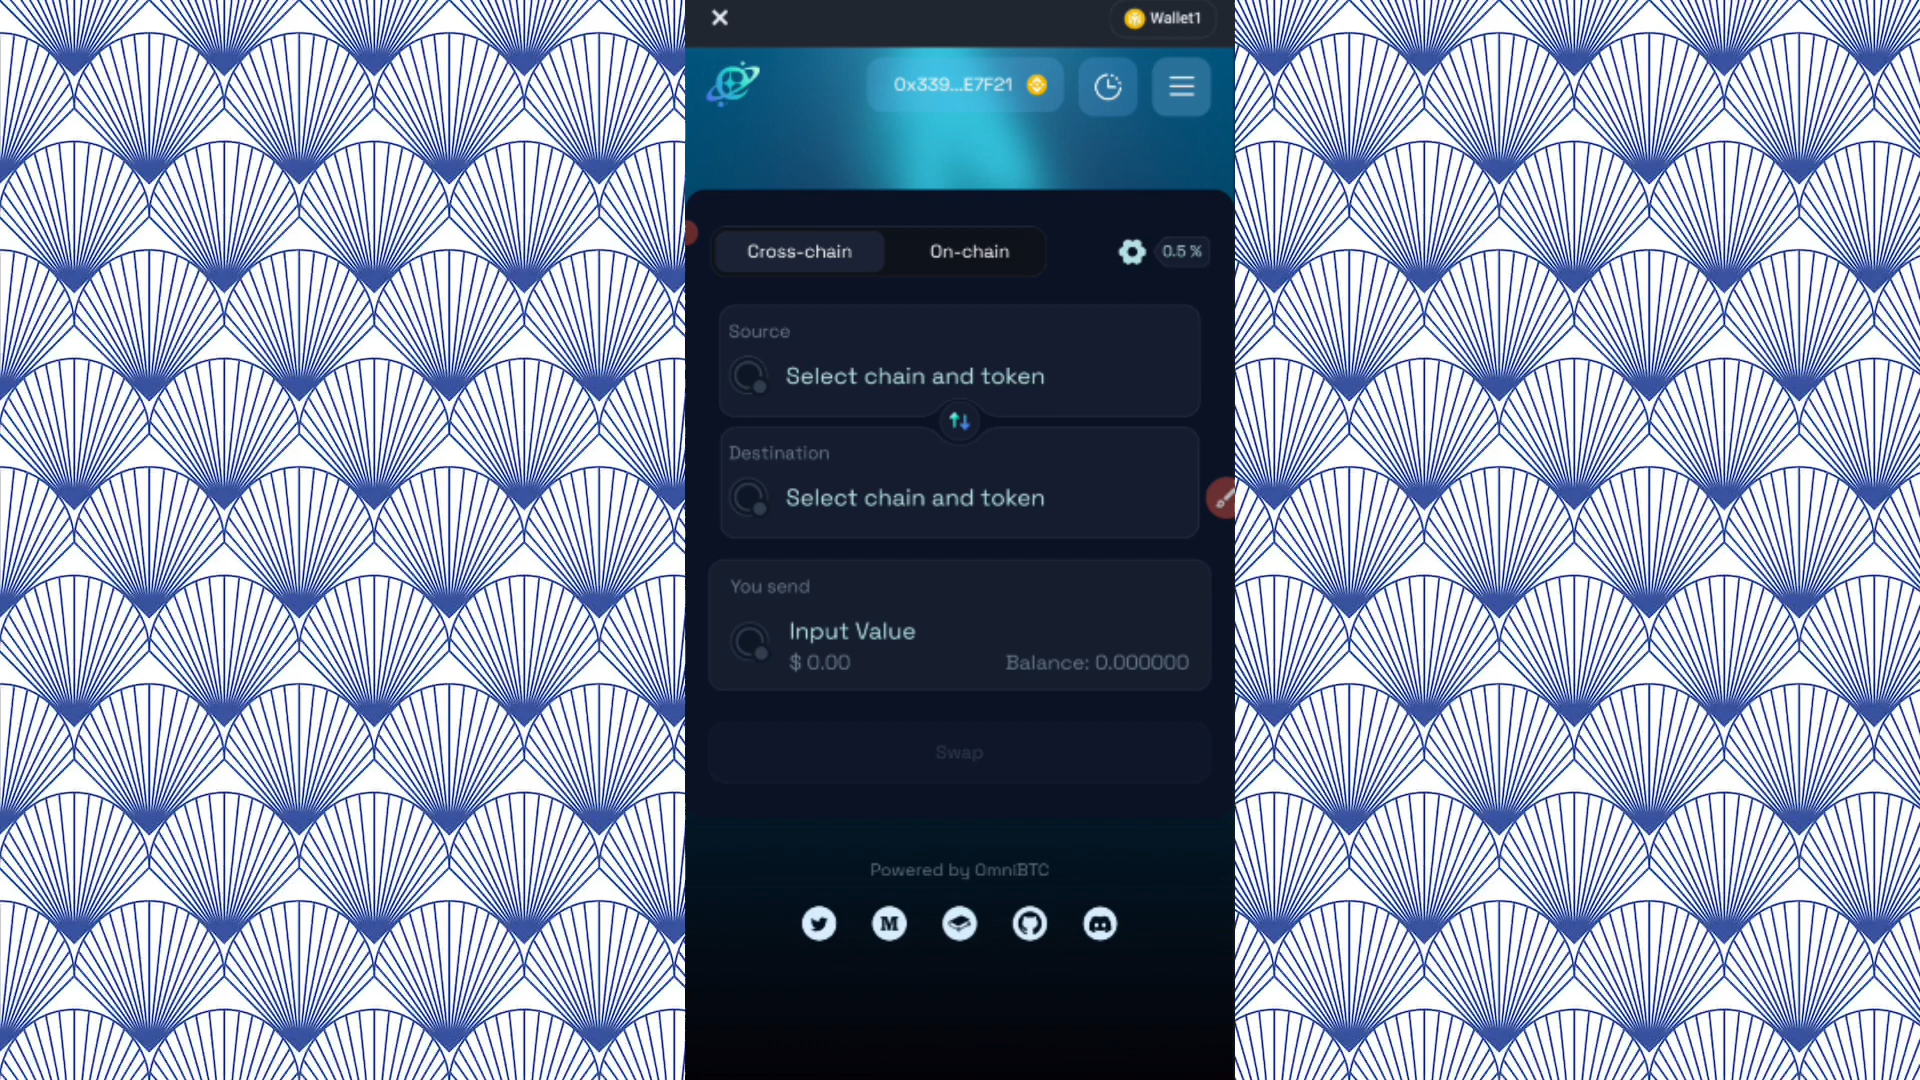 Wallet1
0x339...E7F21
Cross-chain
On-chain
0.5 %
Source
Select chain and token
Destination
Select chain and token
You send
Input Value
$ 0.00
Balance: 0.000000
Swap
Powered by OmniBTC
M